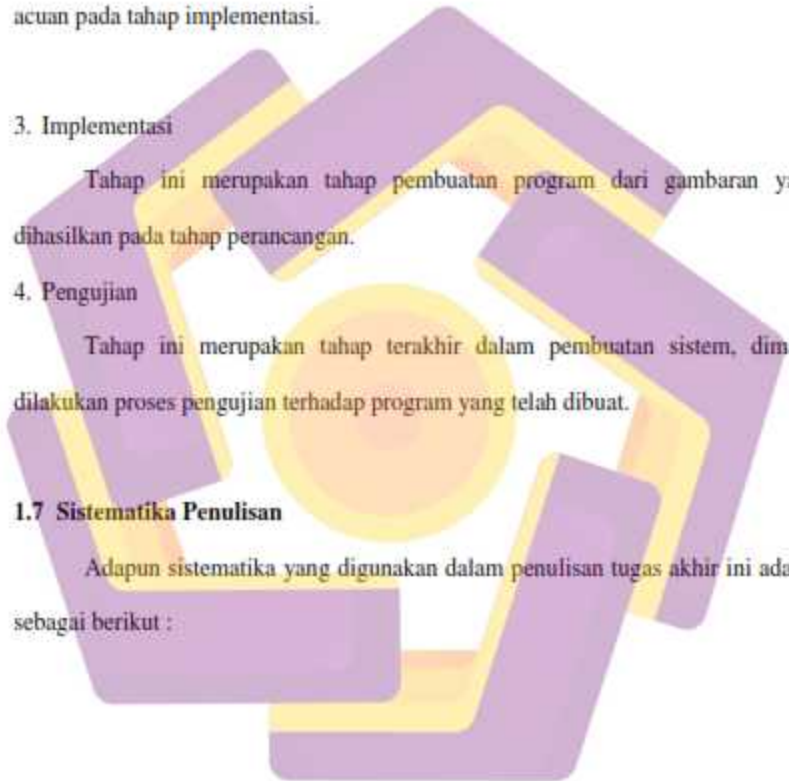 acuan pada tahap implementasi.
3. Implementasi
Tahap ini merupakan tahap pembuatan program dari gambaran
dihasilkan pada tahap perancangan.
4. Pengujian
Tahap ini merupakan tahap terakhir dalam pembuatan sistem,
dilakukan proses pengujian terhadap program yang telah dibuat.
1.7 Sistematika Penulisan
Adapun sistematika yang digunakan dalam penulisan tugas akhir ini
sebagai berikut :